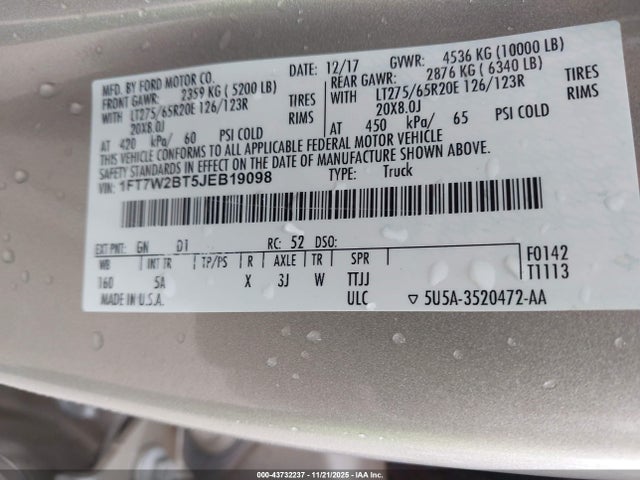 MFD. BY FORD MOTOR CO. DATE: 12/17 GVWR: 4536 KG (10000 LB)
FRONT GAWR: 2359 KG ( 5200 LB) REAR GAWR: 2876 KG ( 6340 LB)
WITH LT275/65R20E 126/123R TIRES WITH LT275/65R20E 126/123R TIRES
20X8.0J RIMS 20X8.0J RIMS
AT 420 kPa/ 60 PSI COLD AT 450 kPa/ 65 PSI COLD
THIS VEHICLE CONFORMS TO ALL APPLICABLE FEDERAL MOTOR VEHICLE
SAFETY STANDARDS IN EFFECT ON THE DATE OF MANUFACTURE SHOWN ABOVE.
VIN: 1FT7W2BT5JEB19098 TYPE: Truck
EXT PNT: GN D1 RC: 52 DSO: F0142
WB INT TR TP/PS R AXLE TR SPR T1113
160 5A X 3J W TTJJ
MADE IN U.S.A. ULC ▽ 5U5A-3520472-AA
000-43732237 - 11/21/2025 - IAA Inc.